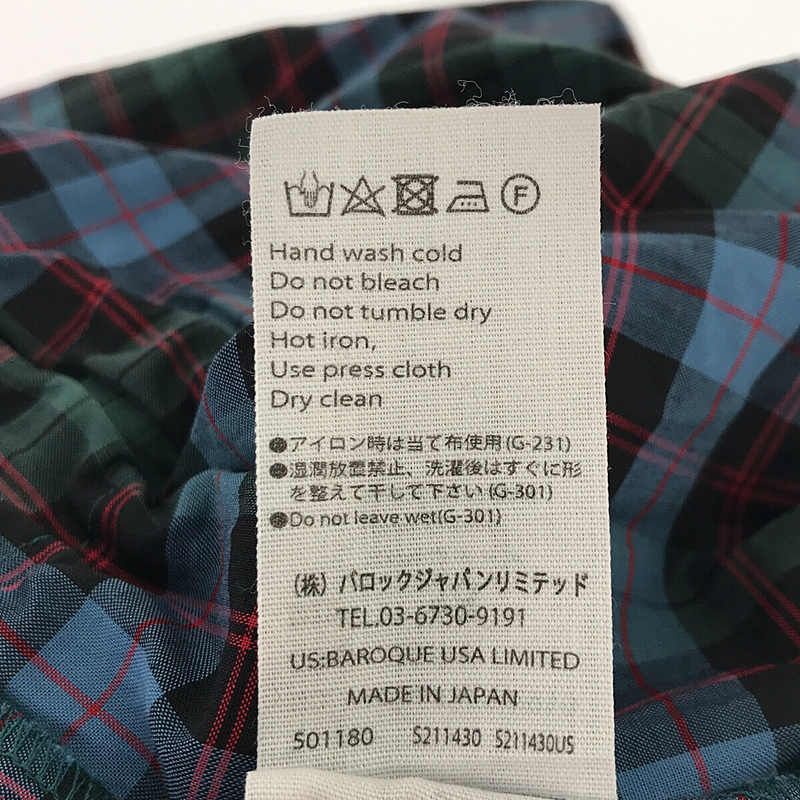 F
Hand wash cold
Do not bleach
Do not tumble dry
Hot iron,
Use press cloth
Dry clean
●アイロン時は当て布使用(G-231)
●湿潤放置禁止、洗濯後はすぐに形
を整えて干して下さい(G-301)
●Do not leave wet(G-301)
(株) バロックジャパンリミテッド
TEL.03-6730-9191
US:BAROQUE USA LIMITED
MADE IN JAPAN
S01180 S211430 S211430US